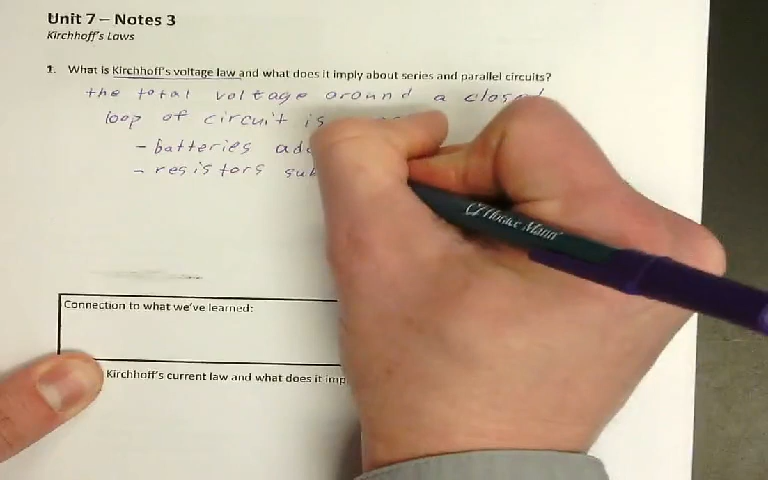 Unit 7 – Notes 3
Kirchhoff's Laws
1. What is Kirchhoff's voltage law and what does it imply about series and parallel circuits?
the total voltage around a closed
loop of circuit is
- batteries
- resistors
Horace Mann
Connection to what we've learned:
Kirchhoff's current law and what does it